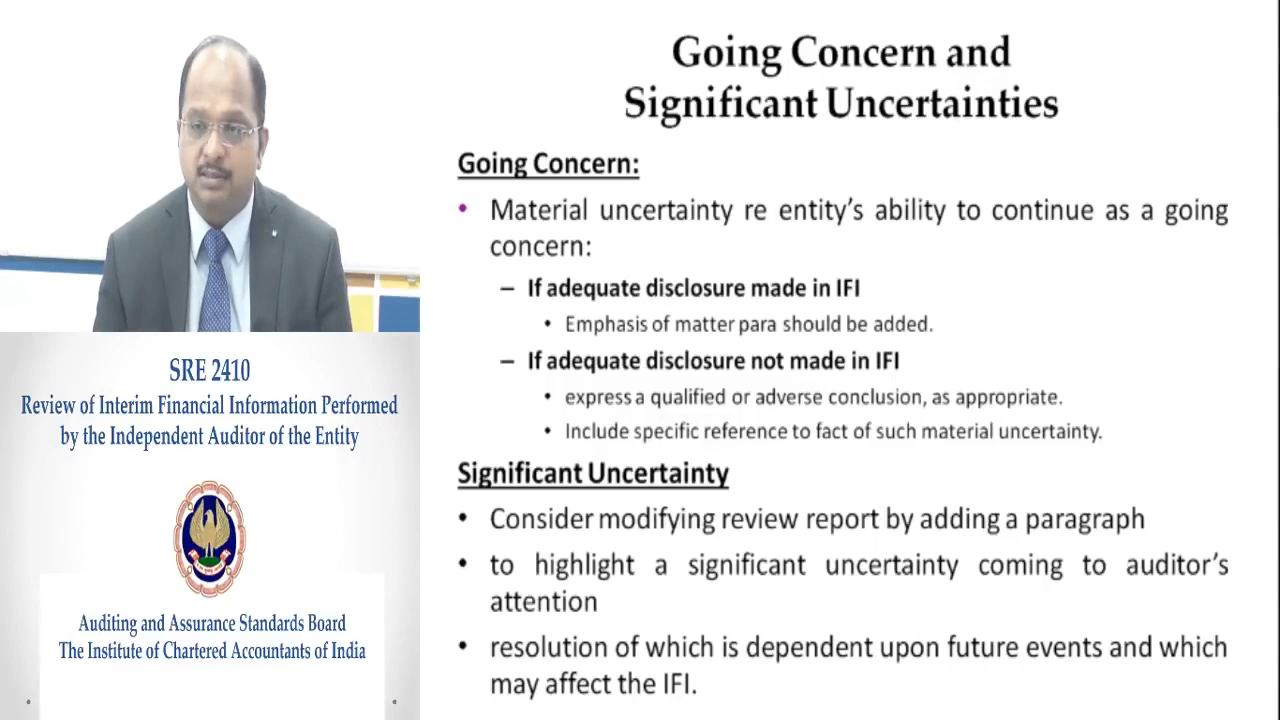 Going Concern and
Significant Uncertainties
Going Concern:
• Material uncertainty re entity's ability to continue as a going
concern:
– If adequate disclosure made in IFI
• Emphasis of matter para should be added.
– If adequate disclosure not made in IFI
• express a qualified or adverse conclusion, as appropriate.
• Include specific reference to fact of such material uncertainty.
Significant Uncertainty
• Consider modifying review report by adding a paragraph
• to highlight a significant uncertainty coming to auditor's
attention
• resolution of which is dependent upon future events and which
may affect the IFI.
SRE 2410
Review of Interim Financial Information Performed
by the Independent Auditor of the Entity
Auditing and Assurance Standards Board
The Institute of Chartered Accountants of India